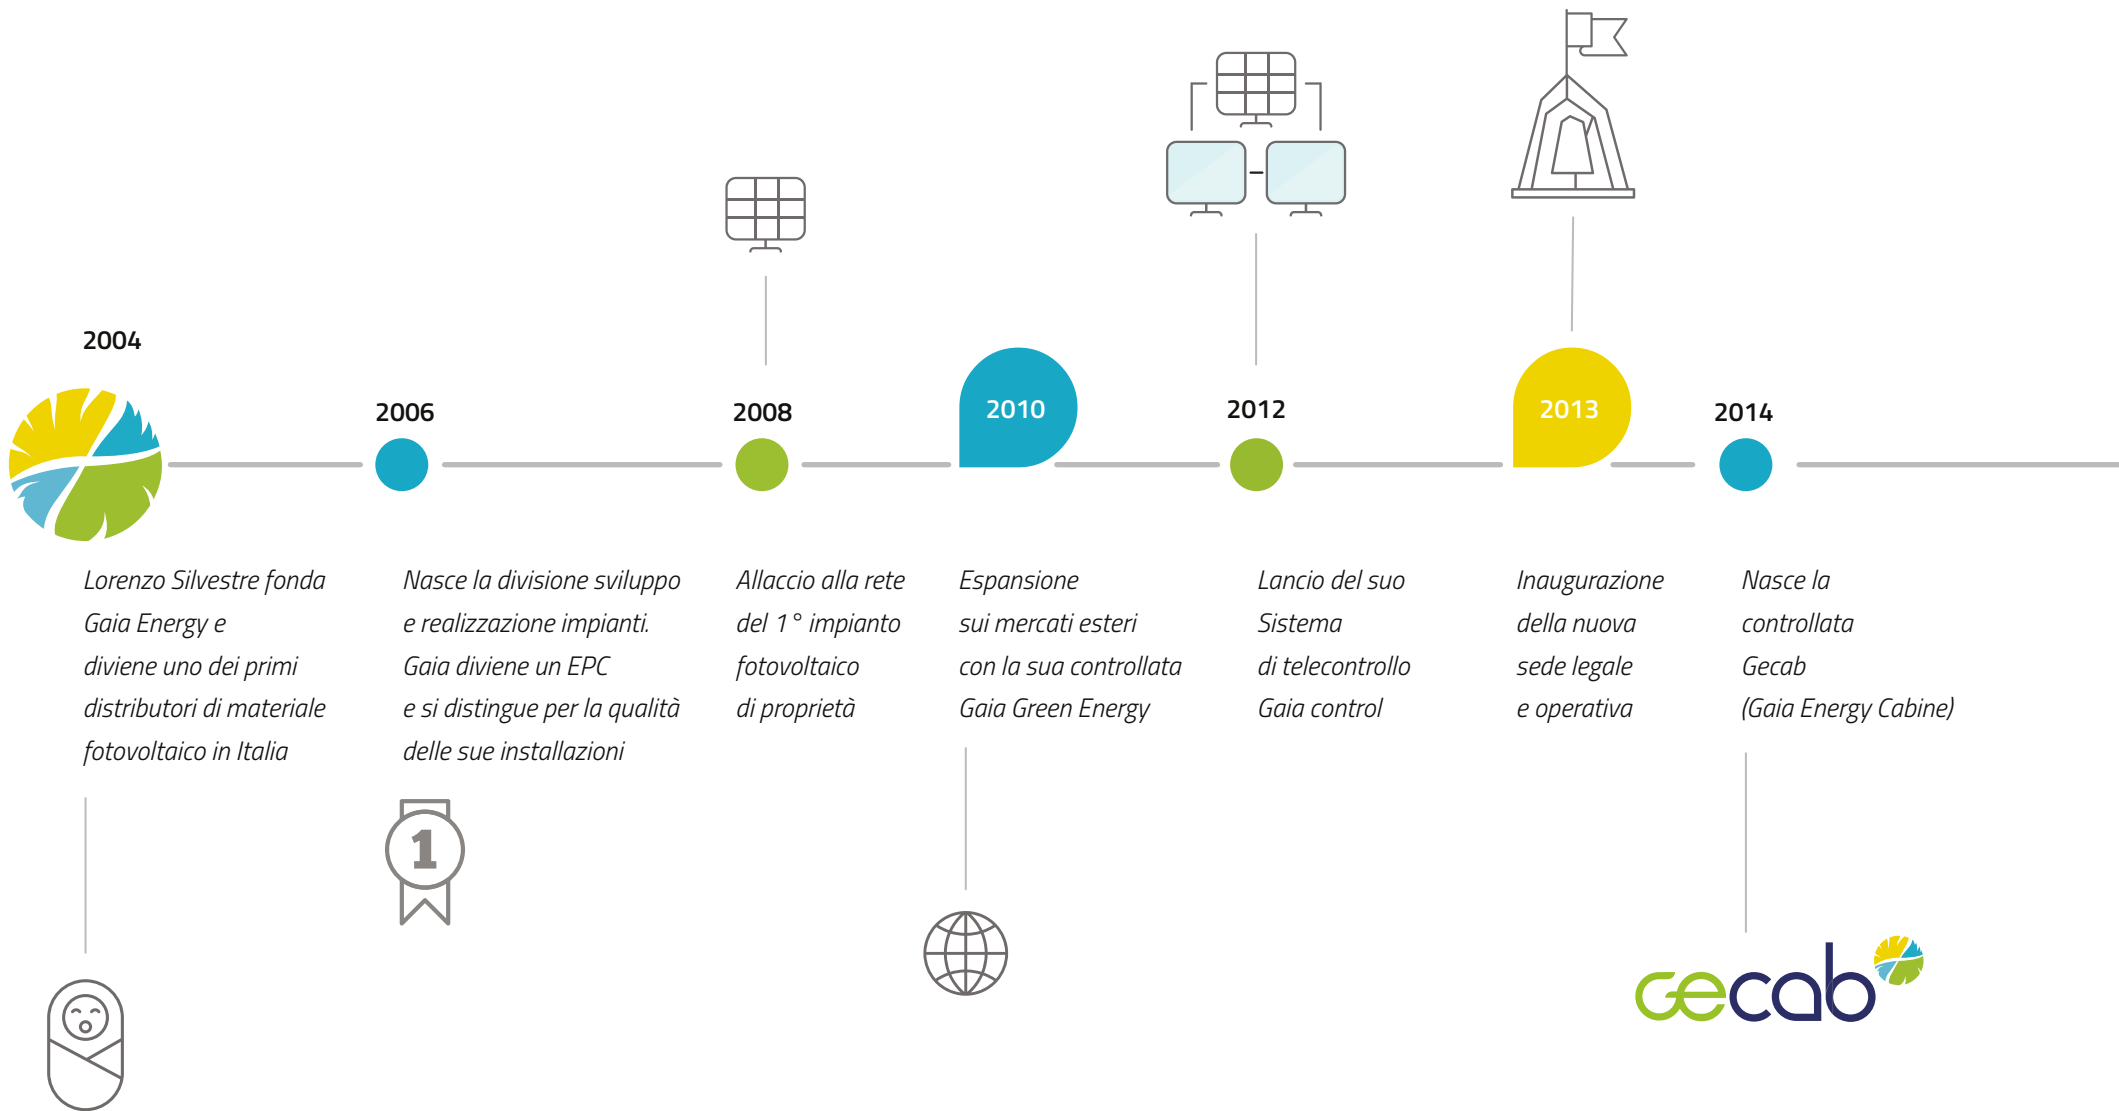 2004
Lorenzo Silvestre fonda
Gaia Energy e
diviene uno dei primi
distributori di materiale
fotovoltaico in Italia
2006
Nasce la divisione sviluppo
e realizzazione impianti.
Gaia diviene un EPC
e si distingue per la qualità
delle sue installazioni
1
2008
Allaccio alla rete
del 1° impianto
fotovoltaico
di proprietà
2010
Espansione
sui mercati esteri
con la sua controllata
Gaia Green Energy
2012
Lancio del suo
Sistema
di telecontrollo
Gaia control
2013
Inaugurazione
della nuova
sede legale
e operativa
2014
Nasce la
controllata
Gecab
(Gaia Energy Cabine)
gecab